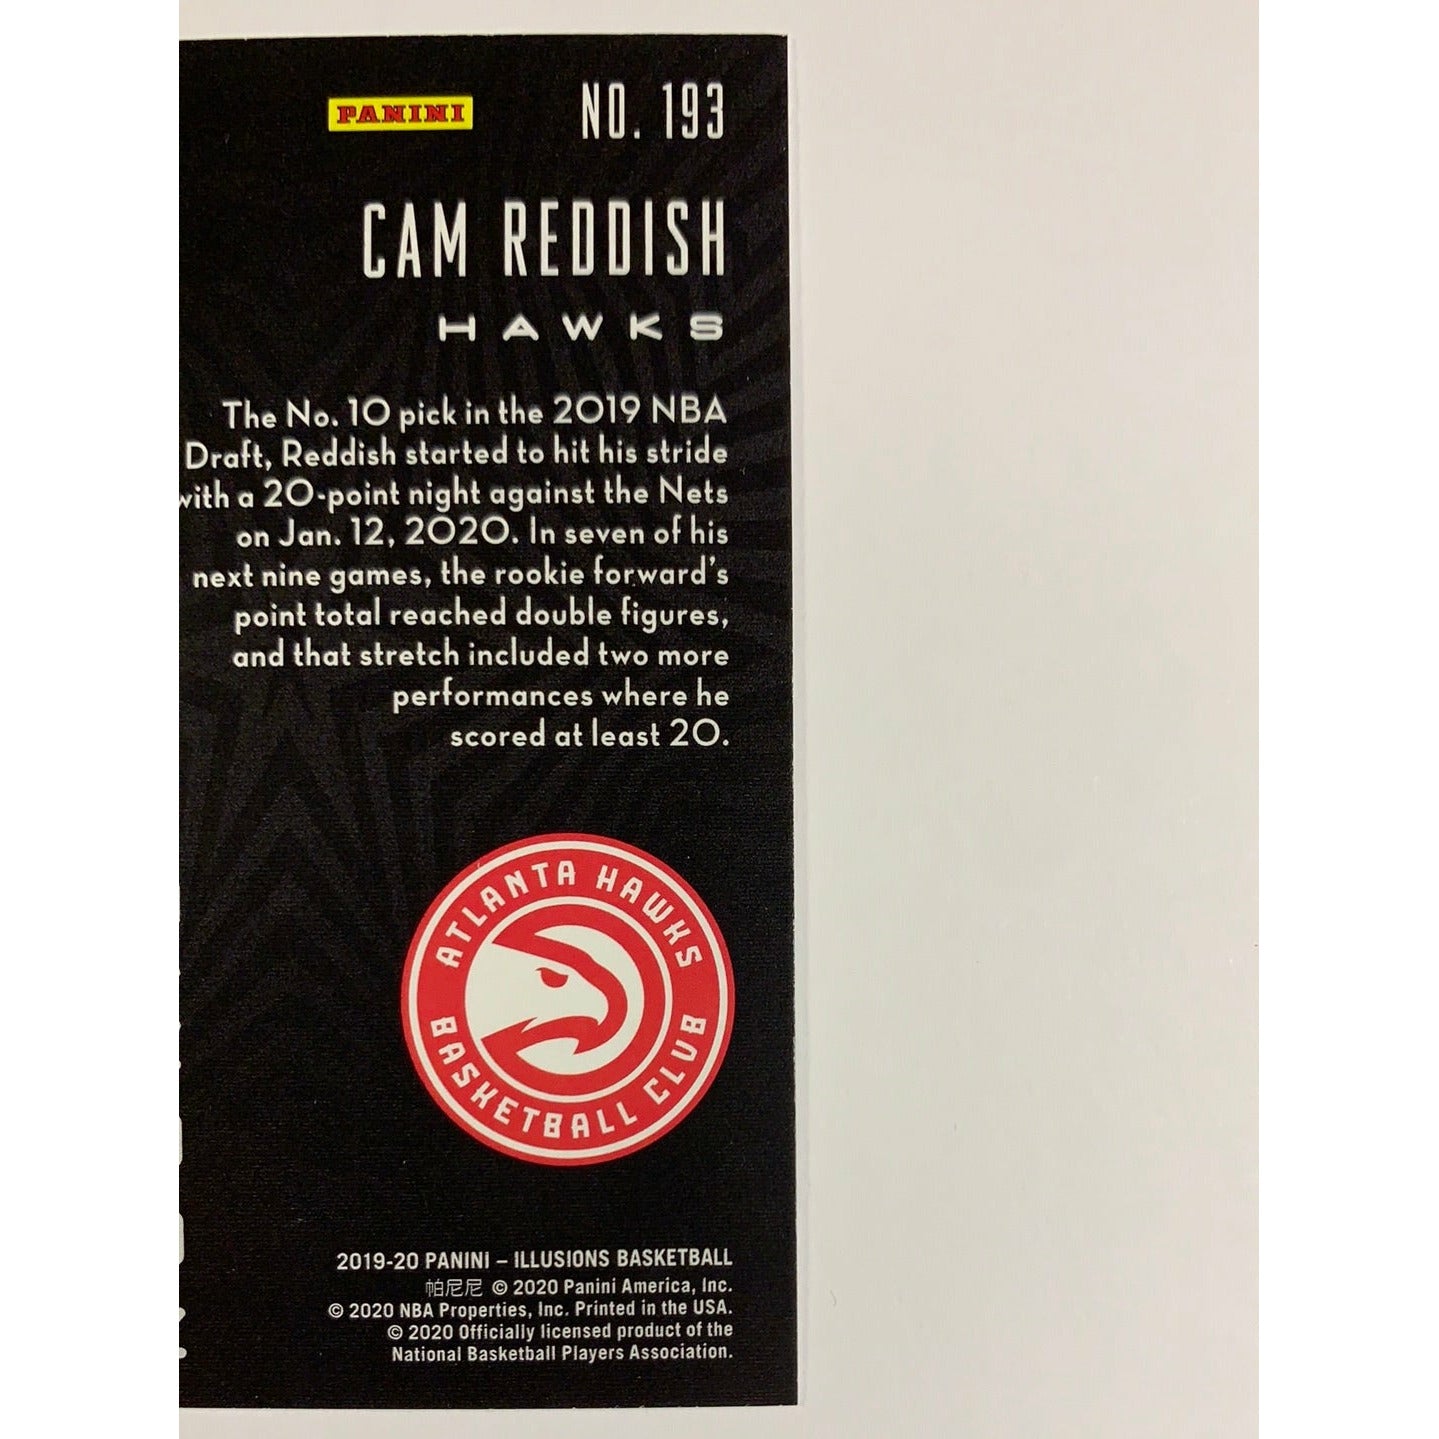 PANINI
NO. 193
CAM REDDISH
HAWKS
The No. 10 pick in the 2019 NBA
Draft, Reddish started to hit his stride
with a 20-point night against the Nets
on Jan. 12, 2020. In seven of his
next nine games, the rookie forward's
point total reached double figures,
and that stretch included two more
performances where he
scored at least 20.
ATLANTA HAWKS
BASKETBALL CLUB
2019-20 PANINI – ILLUSIONS BASKETBALL
帕尼尼 © 2020 Panini America, Inc.
© 2020 NBA Properties, Inc. Printed in the USA.
© 2020 Officially licensed product of the
National Basketball Players Association.